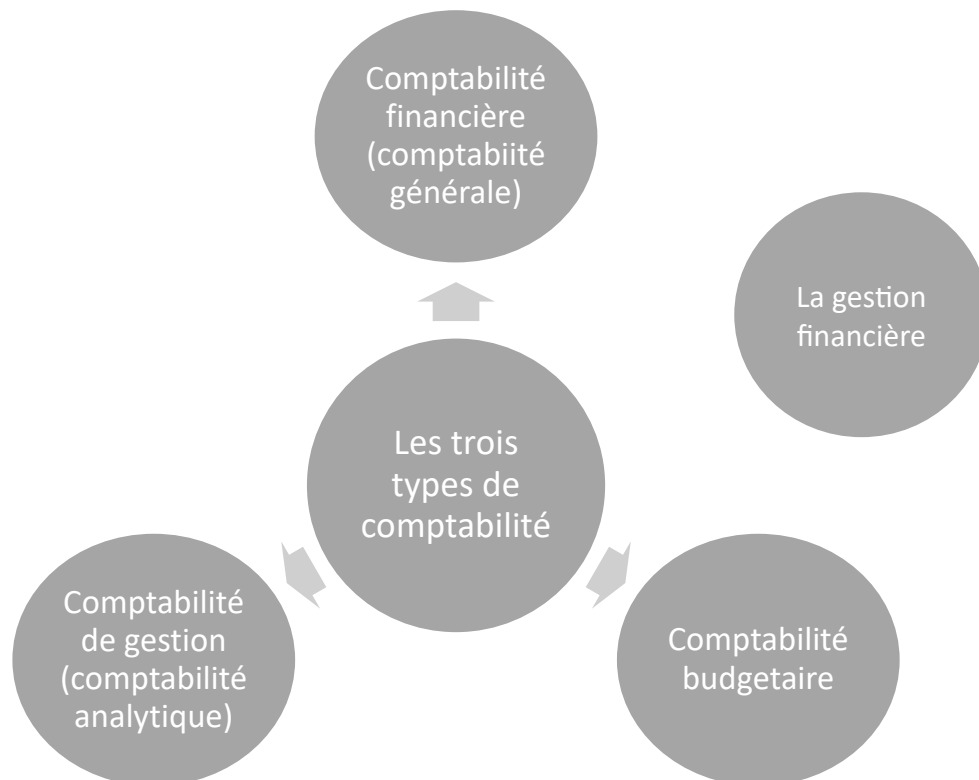 Comptabilité
financière
(comptabiité
générale)
La gestion
financière
Les trois
types de
comptabilité
Comptabilité
de gestion
(comptabilité
analytique)
Comptabilité
budgetaire